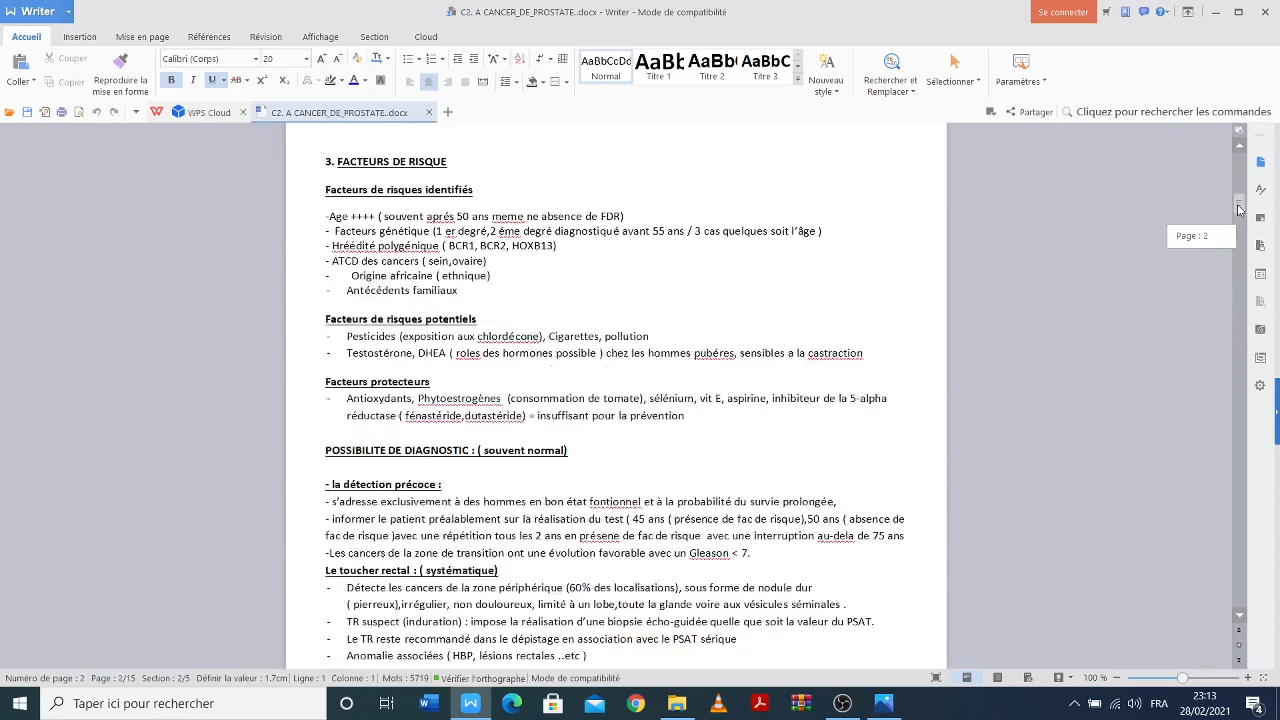 Writer
C2. A CANCER_DE_PROSTATE..docx - Writer - Mode de compatibilité
Se connecter
Accueil Insertion Mise en page Références Révision Affichage Section Cloud
Coller Couper Copier Reproduire la mise en forme
Calibri (Corps) 20
AaBbCcDd Normal AaBb Titre 1 AaBb( Titre 2 AaBbC Titre 3
Nouveau style Rechercher et Remplacer Sélectionner Paramètres
WPS Cloud C2. A CANCER_DE_PROSTATE..docx Partager Cliquez pour rechercher les commandes
3. FACTEURS DE RISQUE
Facteurs de risques identifiés
-Age ++++ ( souvent aprés 50 ans meme ne absence de FDR)
- Facteurs génétique (1 er degré,2 éme degré diagnostiqué avant 55 ans / 3 cas quelques soit l'âge )
- Hréédité polygénique ( BCR1, BCR2, HOXB13)
- ATCD des cancers ( sein,ovaire)
- Origine africaine ( ethnique)
- Antécédents familiaux
Page : 2
Facteurs de risques potentiels
- Pesticides (exposition aux chlordécone), Cigarettes, pollution
- Testostérone, DHEA ( roles des hormones possible ) chez les hommes pubéres, sensibles a la castraction
Facteurs protecteurs
- Antioxydants, Phytoestrogènes (consommation de tomate), sélénium, vit E, aspirine, inhibiteur de la 5-alpha
réductase ( fénastéride,dutastéride) = insuffisant pour la prévention
POSSIBILITE DE DIAGNOSTIC : ( souvent normal)
- la détection précoce :
- s'adresse exclusivement à des hommes en bon état fontionnel et à la probabilité du survie prolongée,
- informer le patient préalablement sur la réalisation du test ( 45 ans ( présence de fac de risque),50 ans ( absence de
fac de risque )avec une répétition tous les 2 ans en présene de fac de risque avec une interruption au-dela de 75 ans
-Les cancers de la zone de transition ont une évolution favorable avec un Gleason < 7.
Le toucher rectal : ( systématique)
- Détecte les cancers de la zone périphérique (60% des localisations), sous forme de nodule dur
( pierreux),irrégulier, non douloureux, limité à un lobe,toute la glande voire aux vésicules séminales .
- TR suspect (induration) : impose la réalisation d'une biopsie écho-guidée quelle que soit la valeur du PSAT.
- Le TR reste recommandé dans le dépistage en association avec le PSAT sérique
- Anomalie associées ( HBP, lésions rectales ..etc )
Numéro de page: 2 Page: 2/15 Section: 2/5 Définir la valeur : 1.7cm Ligne : 1 Colonne : 1 Mots : 5719 Vérifier l'orthographe Mode de compatibilité 100 %
Taper ici pour rechercher
FRA 23:13
28/02/2021